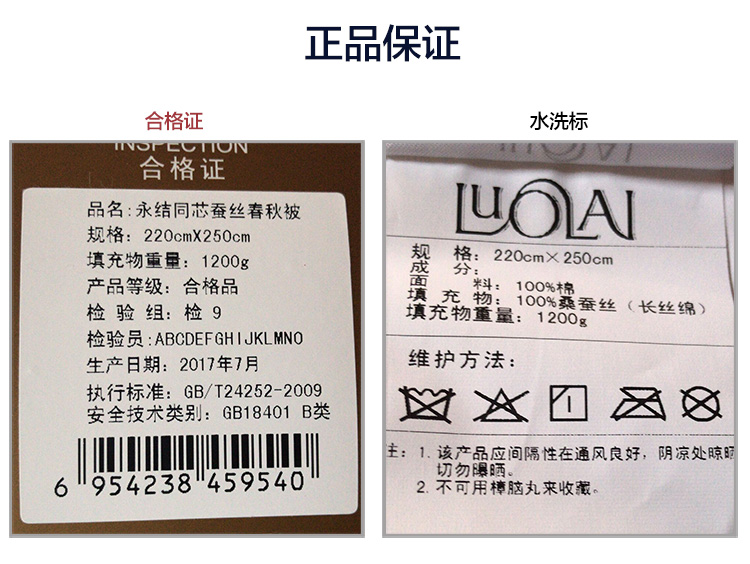 正品保证
合格证
水洗标
INSPECTION
合格证
品名:永结同芯蚕丝春秋被
规格：220cmX250cm
填充物重量：1200g
产品等级：合格品
检 验 组：检 9
检验员:ABCDEFGHIJKLMNO
生产日期：2017年7月
执行标准：GB/T24252-2009
安全技术类别：GB18401 B类
6 954238 459540
LUOLAI
规 格：220cm×250cm
成 分：
面 料：100%棉
填 充 物：100%桑蚕丝（长丝绵）
填充物重量：1200g
维护方法：
主：1. 该产品应间隔性在通风良好，阴凉处晾晒
切勿曝晒。
2. 不可用樟脑丸来收藏。